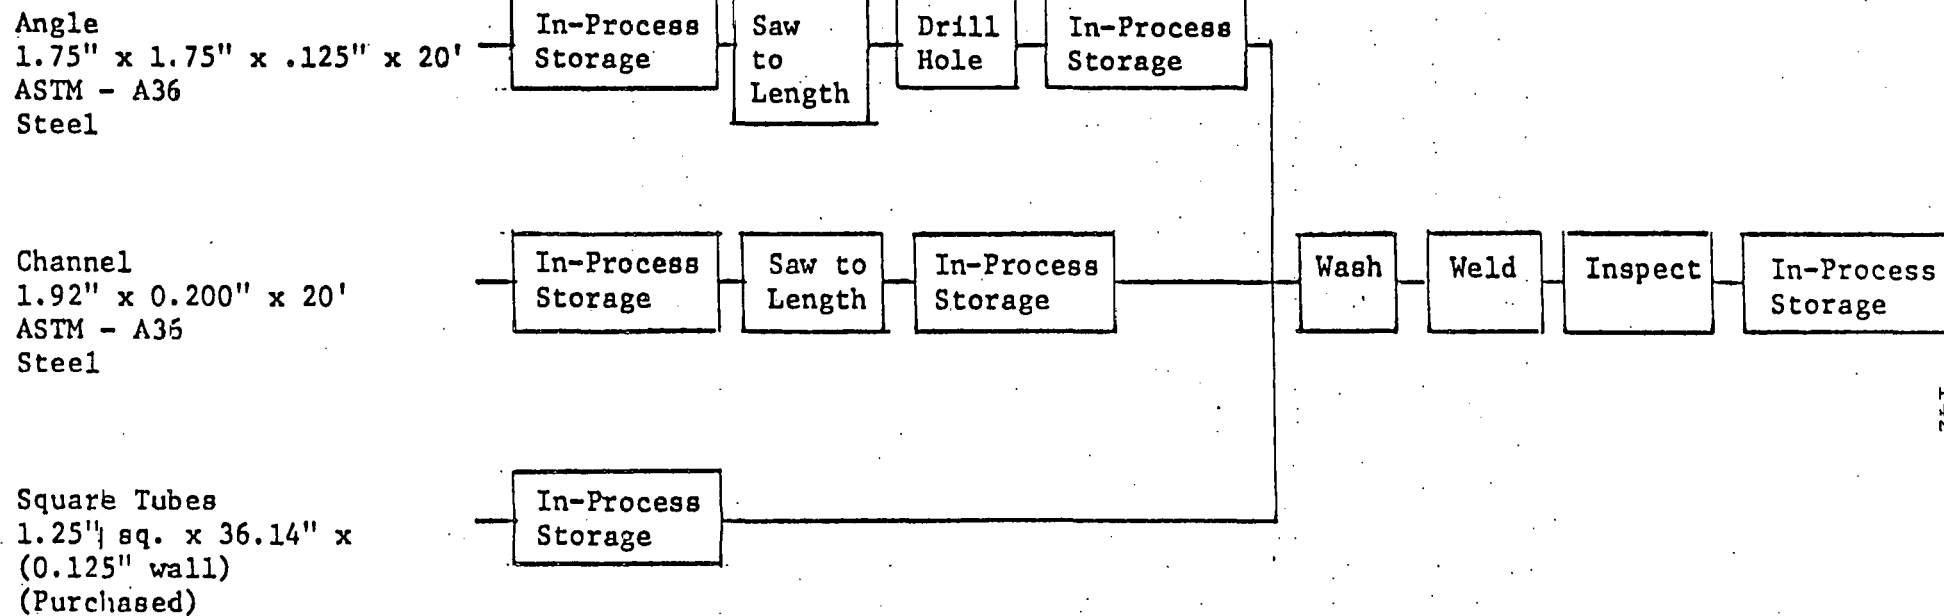 Angle
1.75" x 1.75" x .125" x 20'
ASTM - A36
Steel
In-Process
Storage
Saw
to
Length
Drill
Hole
In-Process
Storage
Channel
1.92" x 0.200" x 20'
ASTM - A36
Steel
In-Process
Storage
Saw to
Length
In-Process
Storage
Wash
Weld
Inspect
In-Process
Storage
Square Tubes
1.25" sq. x 36.14" x
(0.125" wall)
(Purchased)
In-Process
Storage